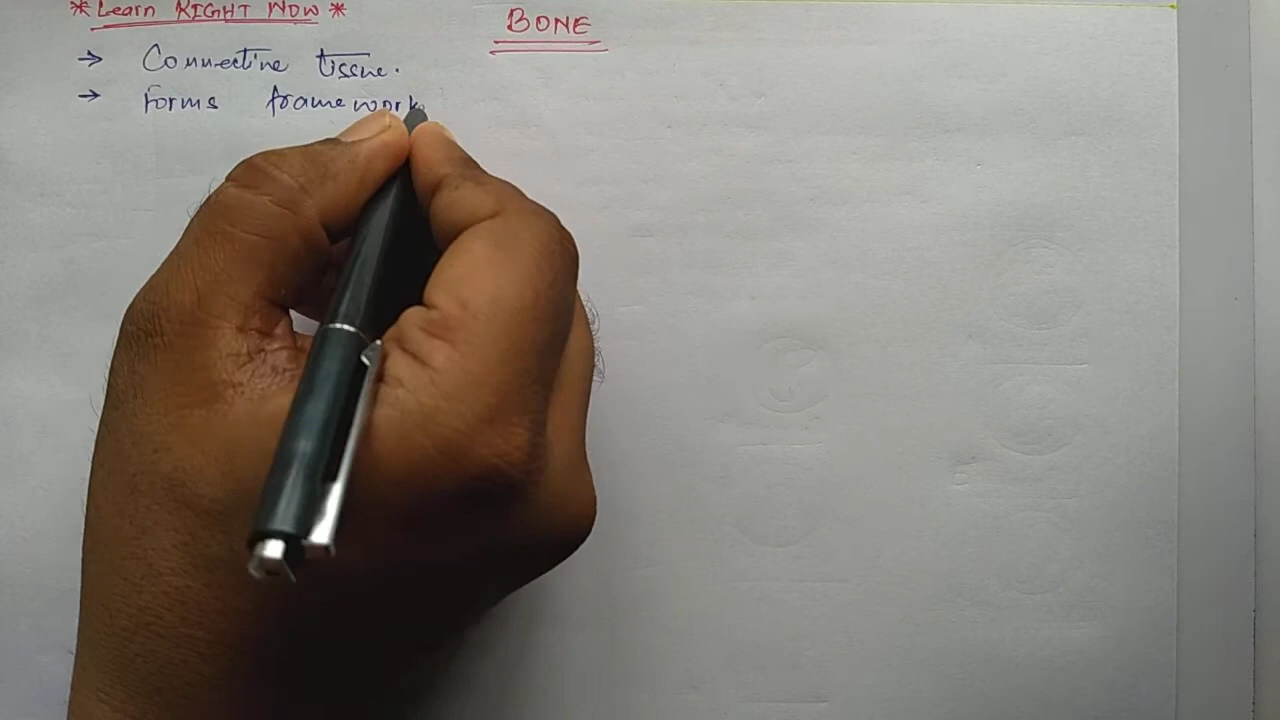 *Learn RIGHT NOW*
BONE
→ Connective tissue.
→ Forms framework